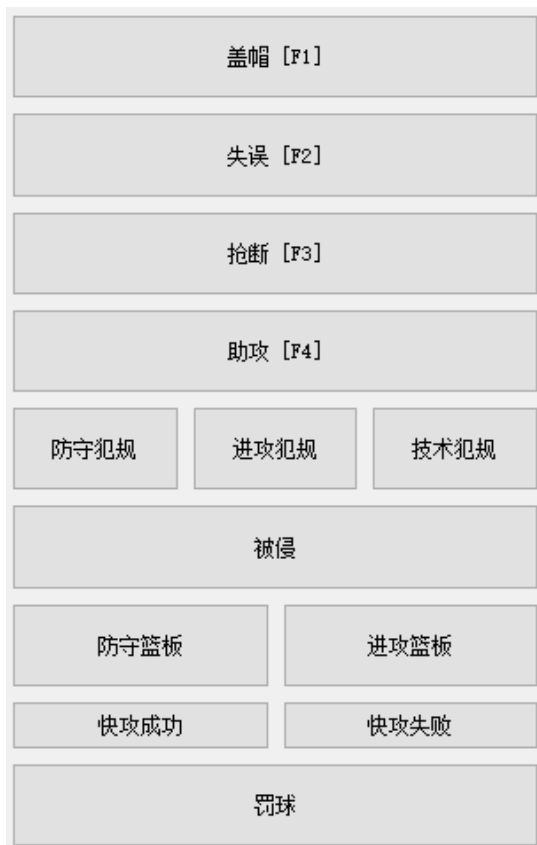 盖帽 [F1]
失误 [F2]
抢断 [F3]
助攻 [F4]
防守犯规 进攻犯规 技术犯规
被侵
防守篮板 进攻篮板
快攻成功 快攻失败
罚球